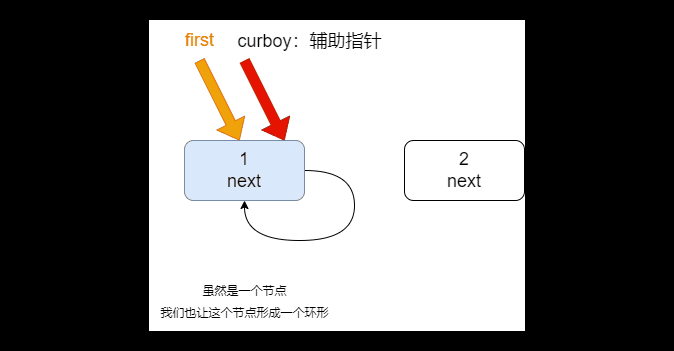 first curboy：辅助指针
1
next
2
next
虽然是一个节点
我们也让这个节点形成一个环形